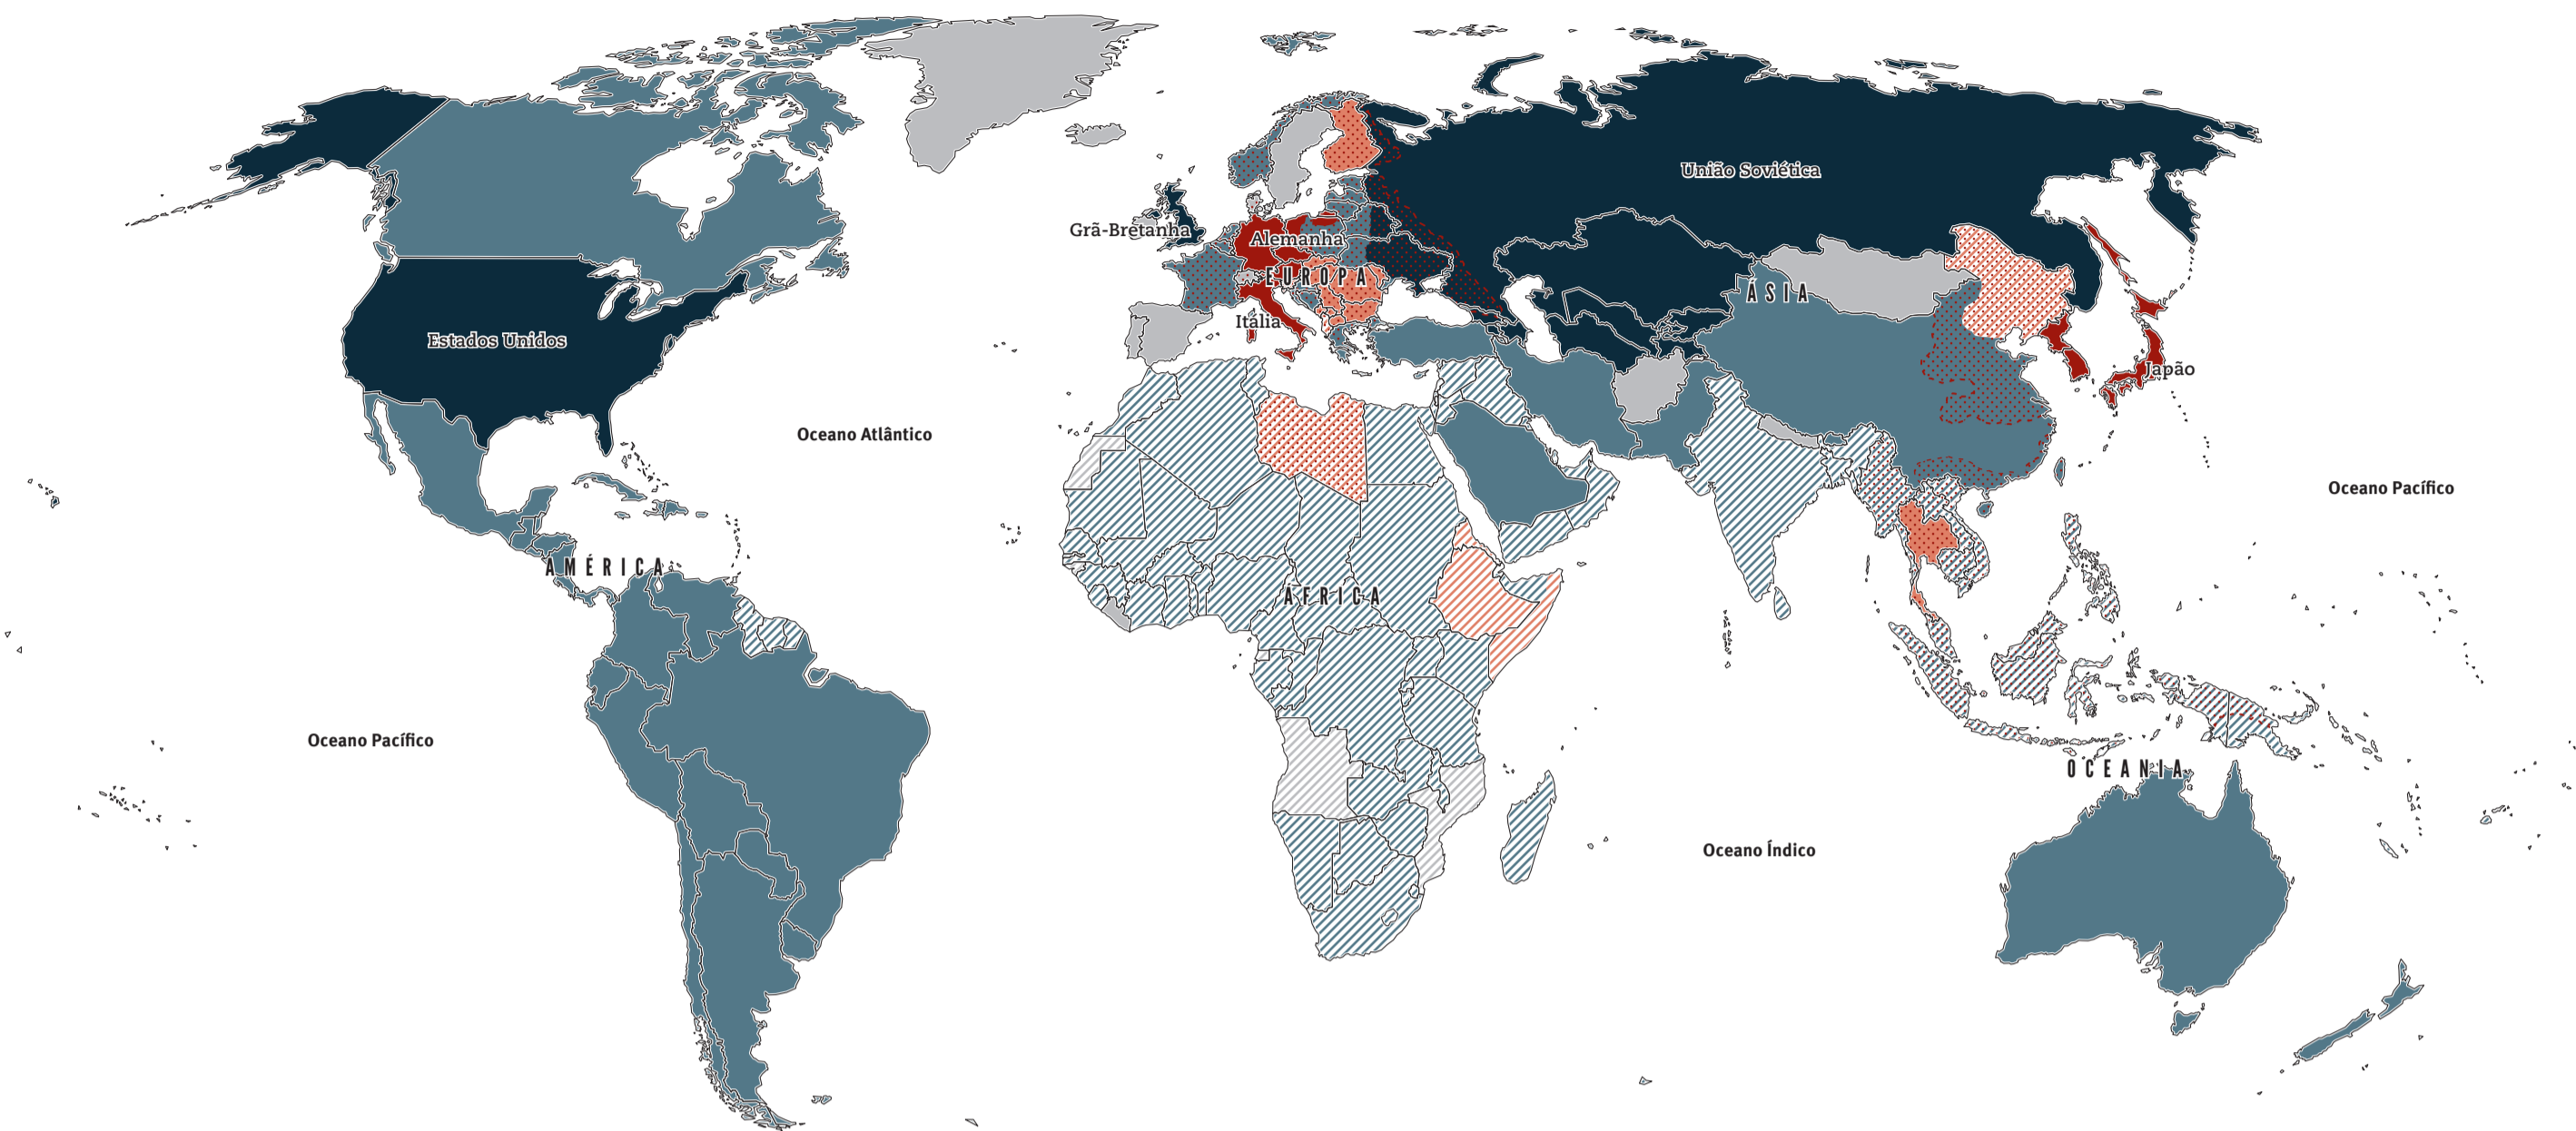 União Soviética
Grã-Bretanha
Alemanha
EUROPA
ÁSIA
Itália
Estados Unidos
Japão
Oceano Atlântico
Oceano Pacífico
AMÉRICA
ÁFRICA
Oceano Pacífico
OCEANIA
Oceano Índico